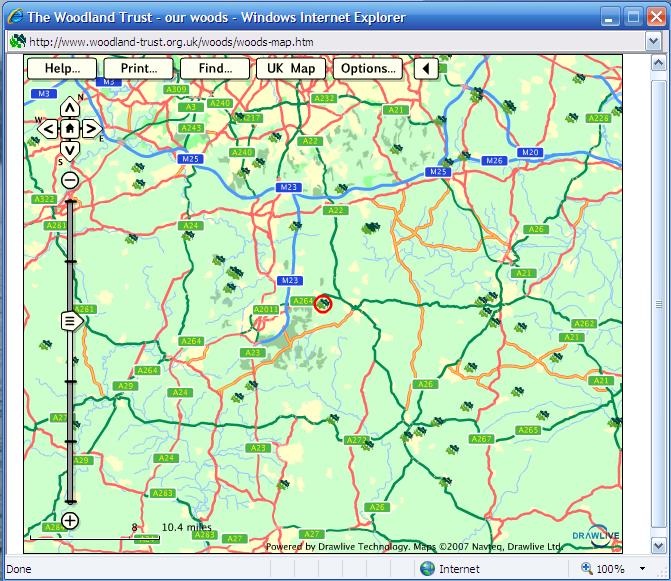 The Woodland Trust - our woods - Windows Internet Explorer
http://www.woodland-trust.org.uk/woods/woods-map.htm
Help... Print... Find... UK Map Options...
M3
M3 A309
A3 A240 A232
N 217 A21 A228
W E A243 A22
S A240 M20
M25 M26
M25
M23
A322 A22
A281 A24 A26
A21
M23
A264
A281 A2011
A262
A264 A21
A23
A264
A29 A26 A21
A24
A27
A272 A265
A267
A29 A24 A23
A283
A26
8 10.4 miles
A283 A27 A27
Powered by Drawlive Technology. Maps ©2007 Navteq, Drawlive Ltd
DRAWLIVE
Done Internet 100%